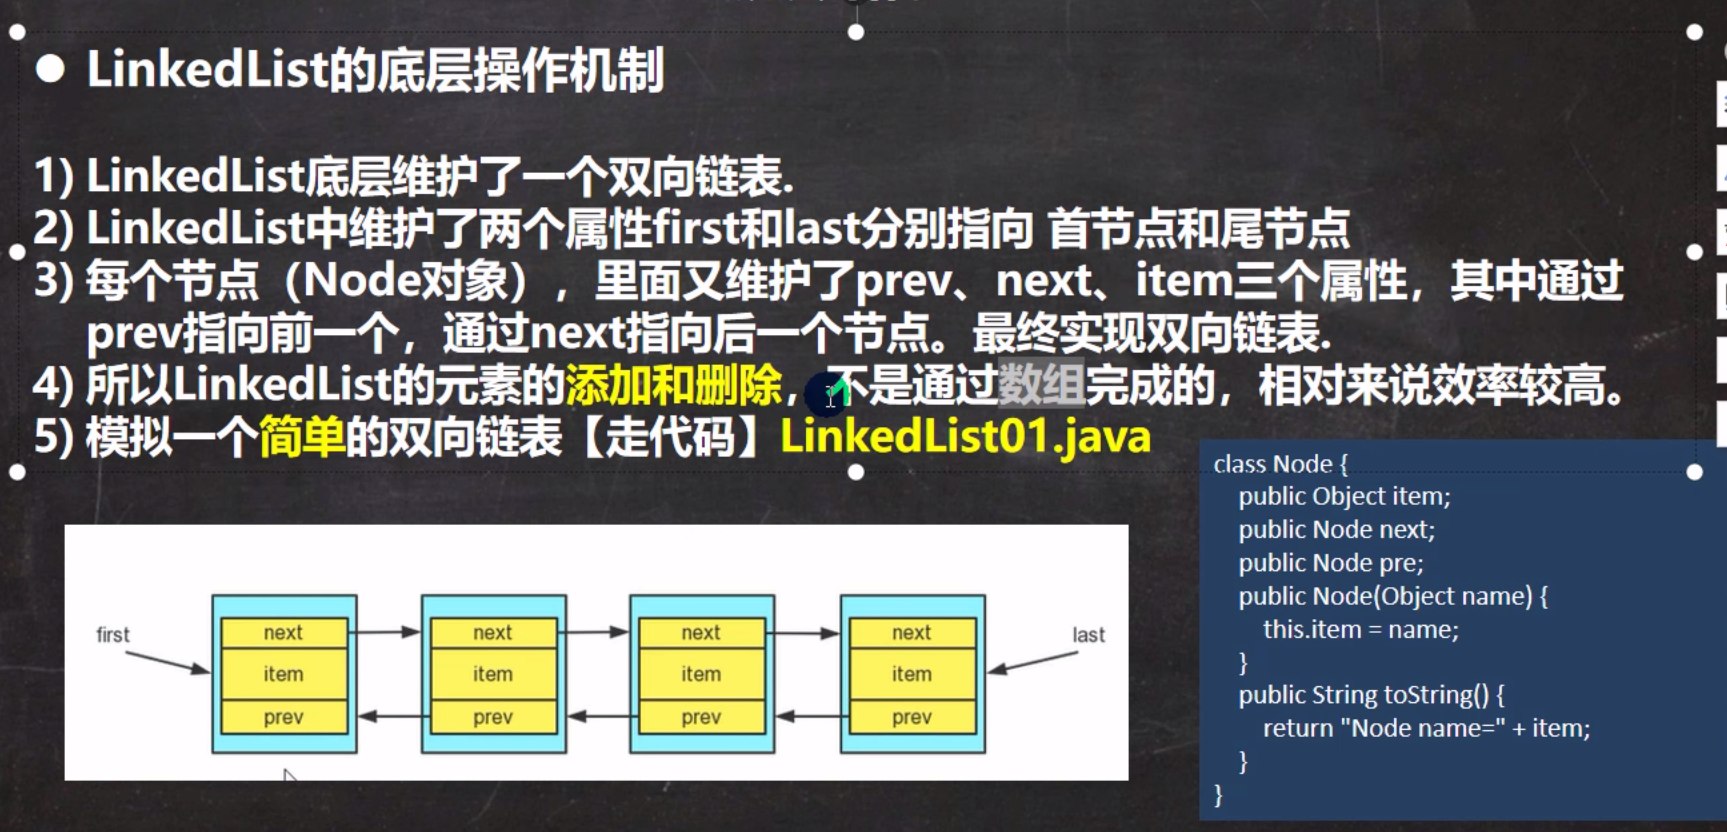 ● LinkedList的底层操作机制
1) LinkedList底层维护了一个双向链表.
2) LinkedList中维护了两个属性first和last分别指向 首节点和尾节点
3) 每个节点（Node对象），里面又维护了prev、next、item三个属性，其中通过
prev指向前一个，通过next指向后一个节点。最终实现双向链表.
4) 所以LinkedList的元素的添加和删除，不是通过数组完成的，相对来说效率较高。
5) 模拟一个简单的双向链表【走代码】LinkedList01.java
class Node {
public Object item;
public Node next;
public Node pre;
public Node(Object name) {
this.item = name;
}
public String toString() {
return "Node name=" + item;
}
}
first
next
item
prev
next
item
prev
next
item
prev
next
item
prev
last